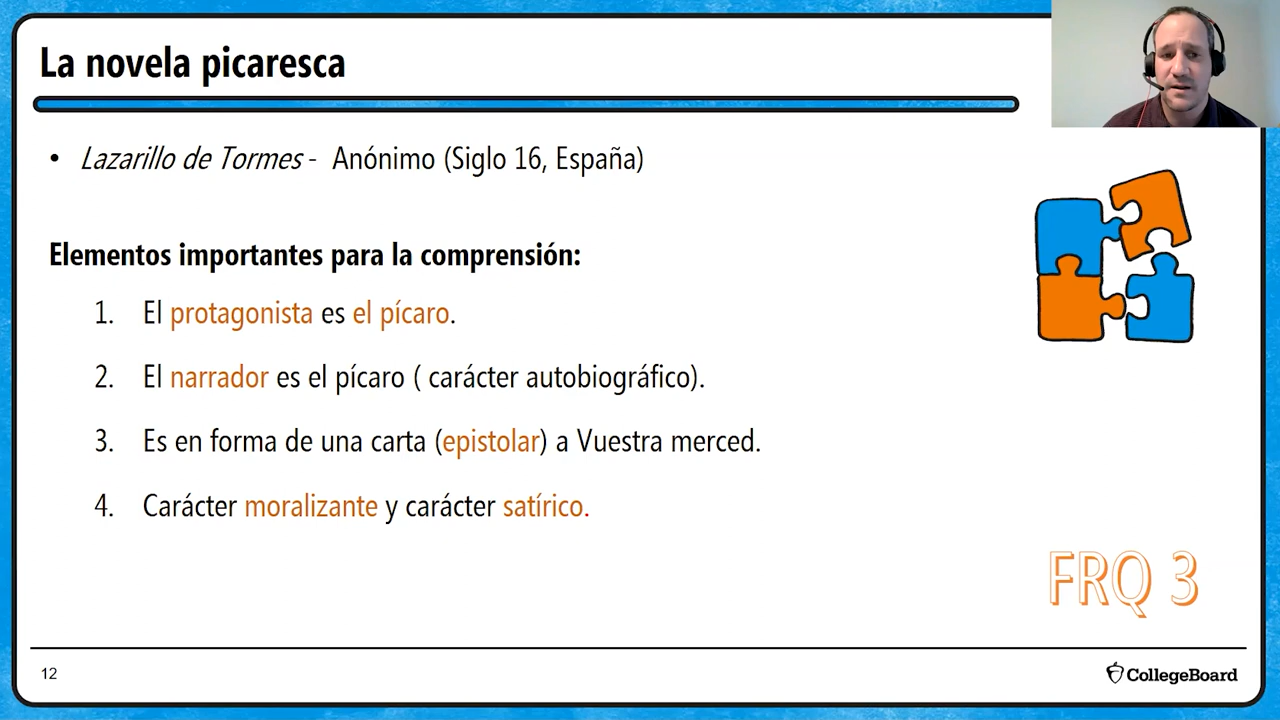 La novela picaresca
• Lazarillo de Tormes - Anónimo (Siglo 16, España)
Elementos importantes para la comprensión:
1. El protagonista es el pícaro.
2. El narrador es el pícaro ( carácter autobiográfico).
3. Es en forma de una carta (epistolar) a Vuestra merced.
4. Carácter moralizante y carácter satírico.
FRQ 3
12
CollegeBoard